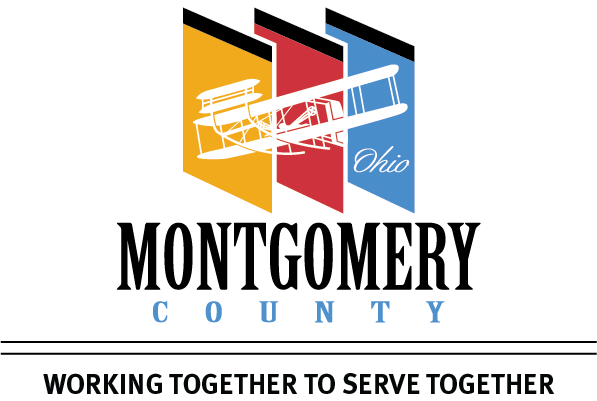 Ohio
MONTGOMERY
COUNTY
WORKING TOGETHER TO SERVE TOGETHER